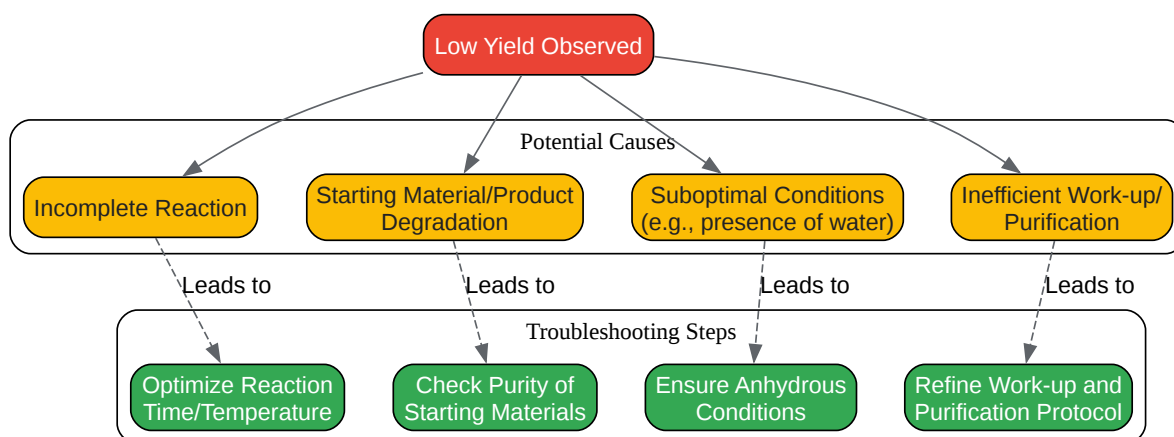 Low Yield Observed
Potential Causes
Incomplete Reaction
Starting Material/Product
Degradation
Suboptimal Conditions
(e.g., presence of water)
Inefficient Work-up/
Purification
Leads to
Leads to
Leads to
Leads to
Troubleshooting Steps
Optimize Reaction
Time/Temperature
Check Purity of
Starting Materials
Ensure Anhydrous
Conditions
Refine Work-up and
Purification Protocol